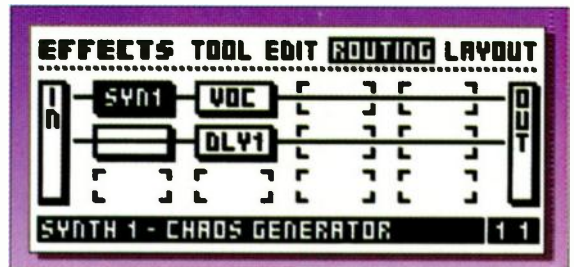 EFFECTS TOOL EDIT ROUTING LAYOUT
IN SYN1 VOC OUT
DLY1
SYNTH 1 - CHAOS GENERATOR 1 1